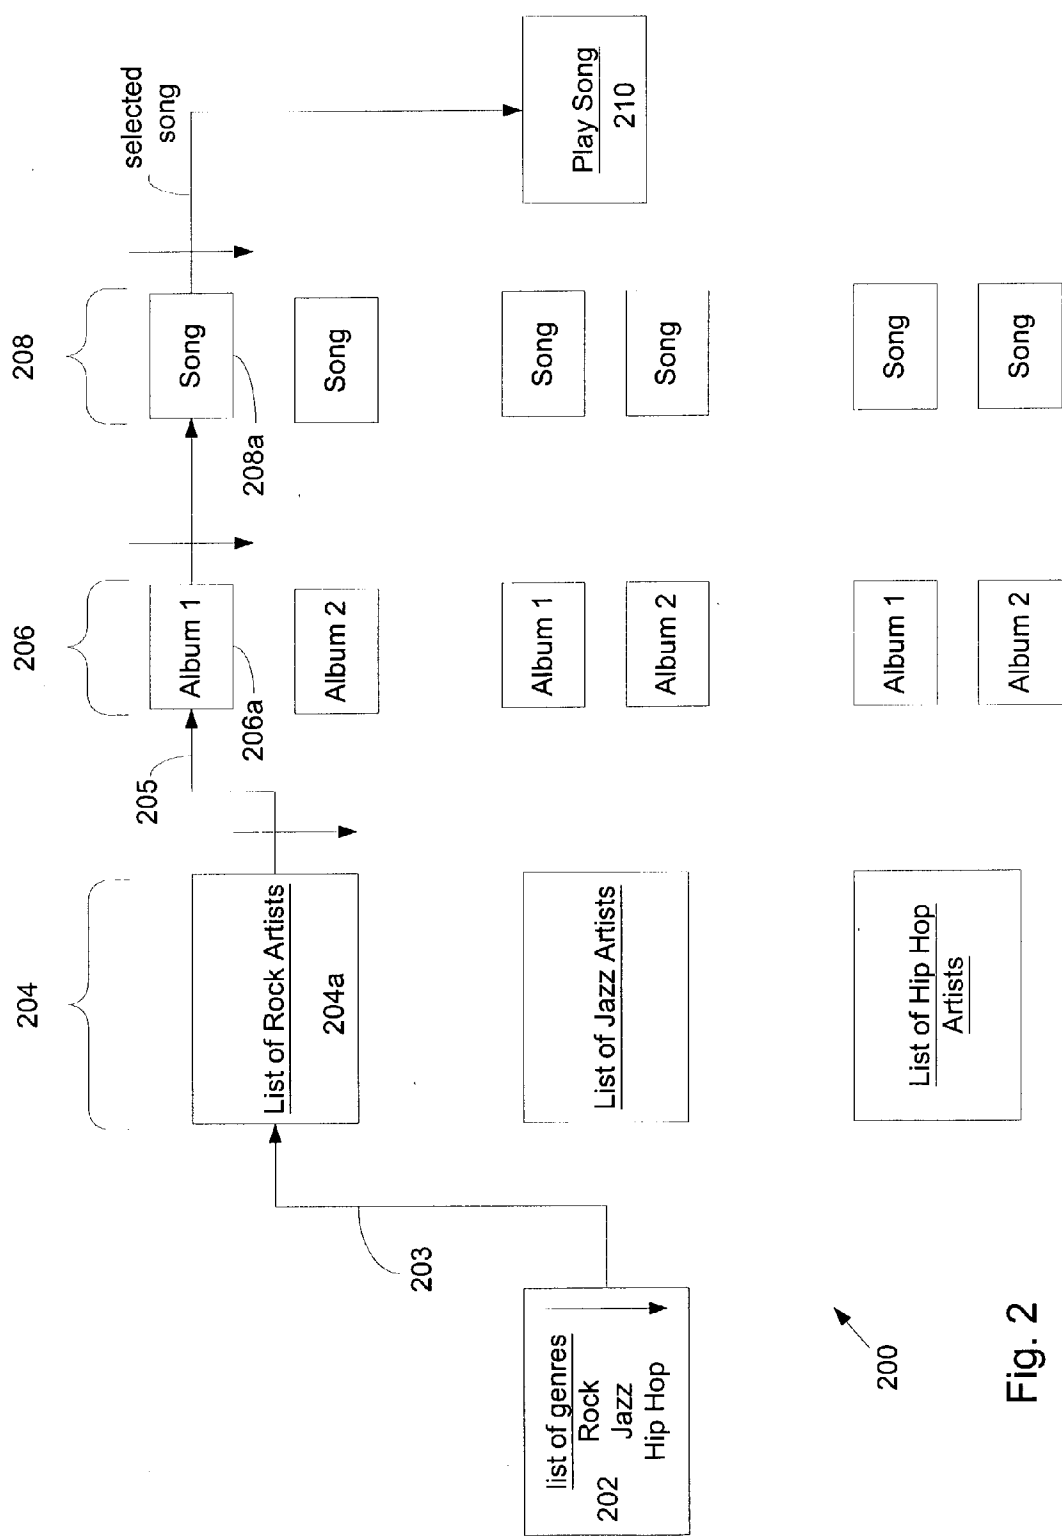 204
206
208
selected
song
205
Album 1
Song
206a
208a
List of Rock Artists
204a
Album 2
Song
203
list of genres
Rock
Jazz
Hip Hop
202
List of Jazz Artists
Album 1
Song
Album 2
Song
Play Song
210
200
List of Hip Hop
Artists
Album 1
Song
Album 2
Song
Fig. 2